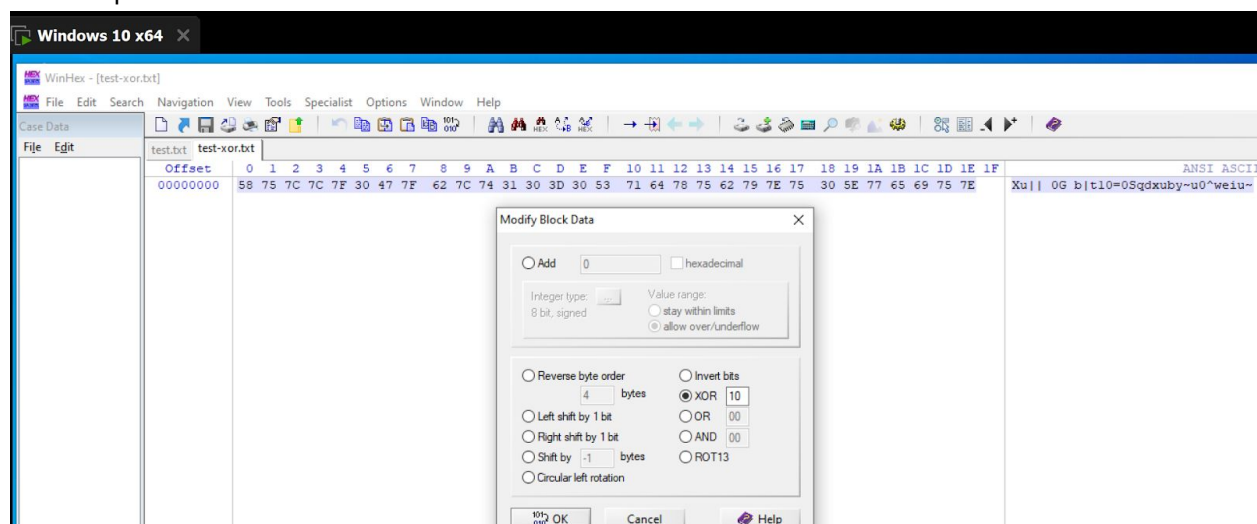 Windows 10 x64
WinHex - [test-xor.txt]
File Edit Search Navigation View Tools Specialist Options Window Help
Case Data
File Edit
test.txt test-xor.txt
Offset 0 1 2 3 4 5 6 7 8 9 A B C D E F 10 11 12 13 14 15 16 17 18 19 1A 1B 1C 1D 1E 1F ANSI ASCII
00000000 58 75 7C 7C 7F 30 47 7F 62 7C 74 31 30 3D 30 53 71 64 78 75 62 79 7E 75 30 5E 77 65 69 75 7E Xu|| 0G b|t10=0Sqdxuby~u0^weiu~
Modify Block Data
Add 0 hexadecimal
Integer type: ... Value range:
8 bit, signed stay within limits
allow over/underflow
Reverse byte order Invert bits
4 bytes XOR 10
Left shift by 1 bit OR 00
Right shift by 1 bit AND 00
Shift by -1 bytes ROT13
Circular left rotation
OK Cancel Help